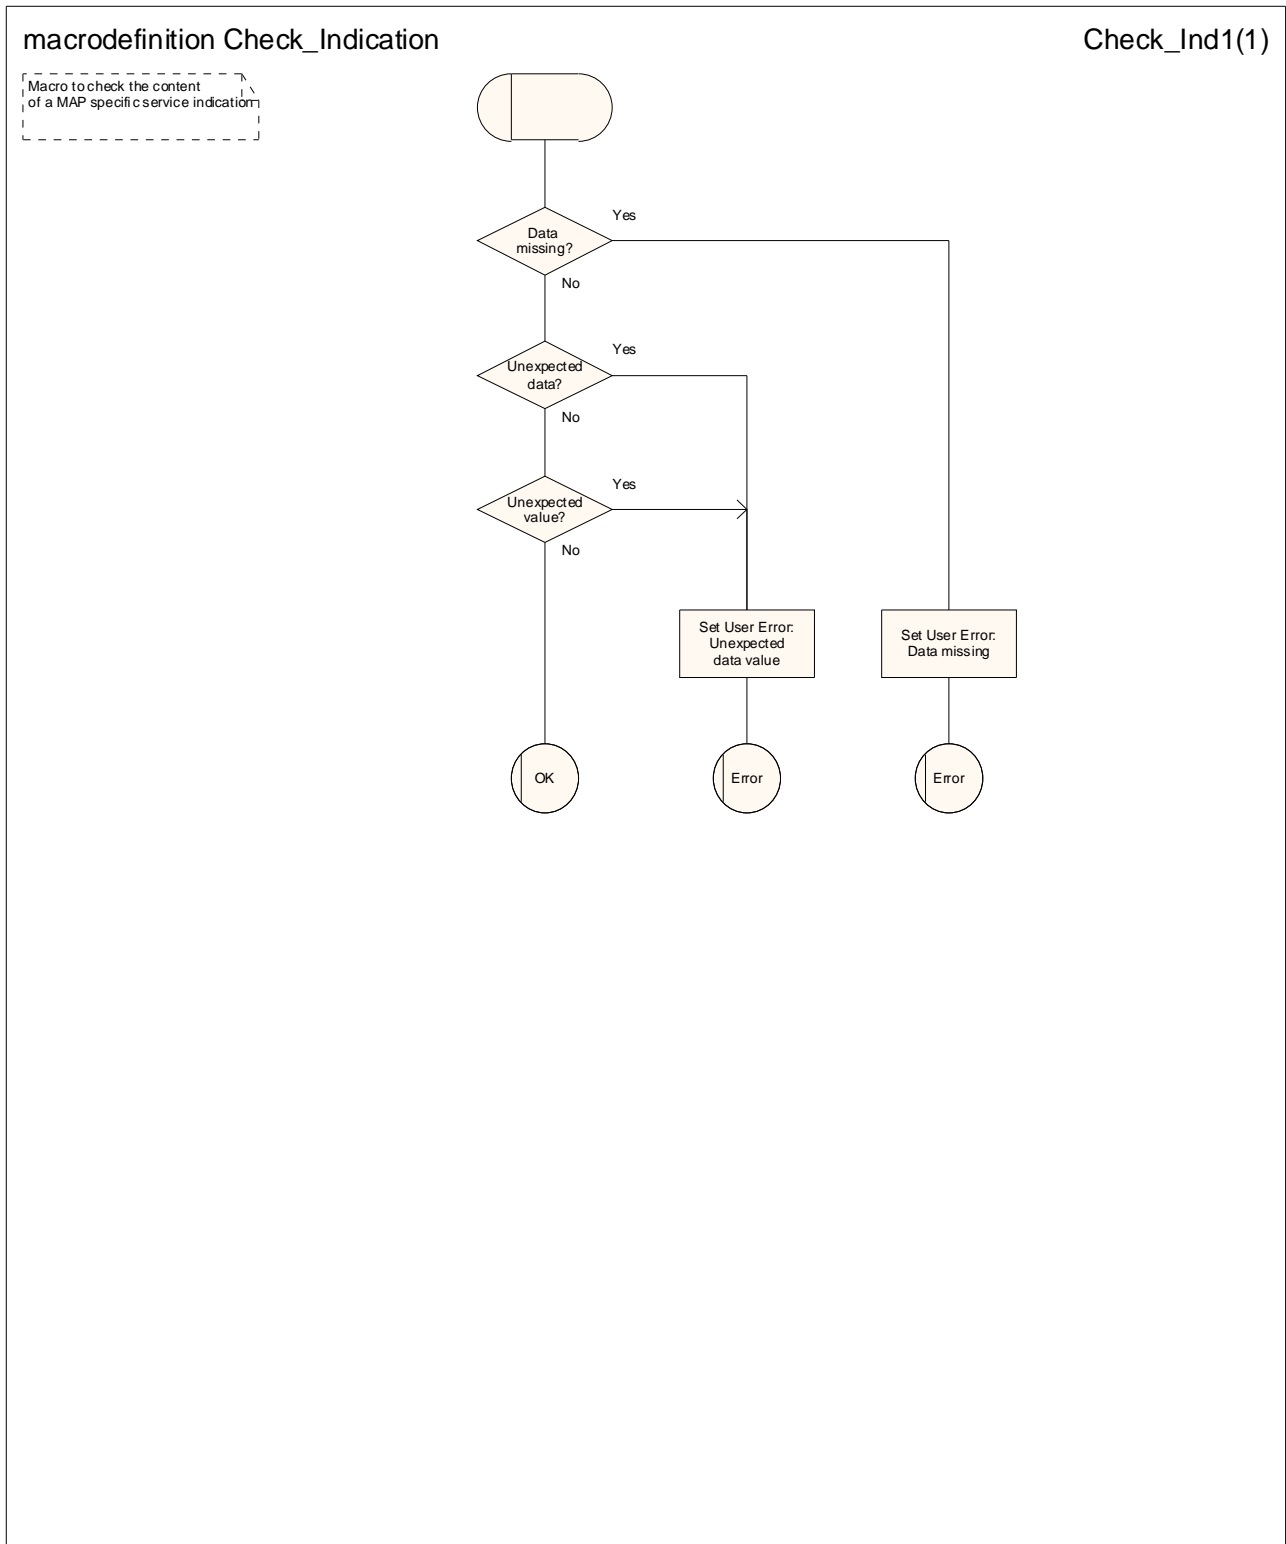 macrodefinition Check_Indication
Check_Ind1(1)
Macro to check the content
of a MAP specific service indication
Yes
Data
missing?
No
Yes
Unexpected
data?
No
Yes
Unexpected
value?
No
Set User Error:
Unexpected
data value
Set User Error:
Data missing
OK
Error
Error